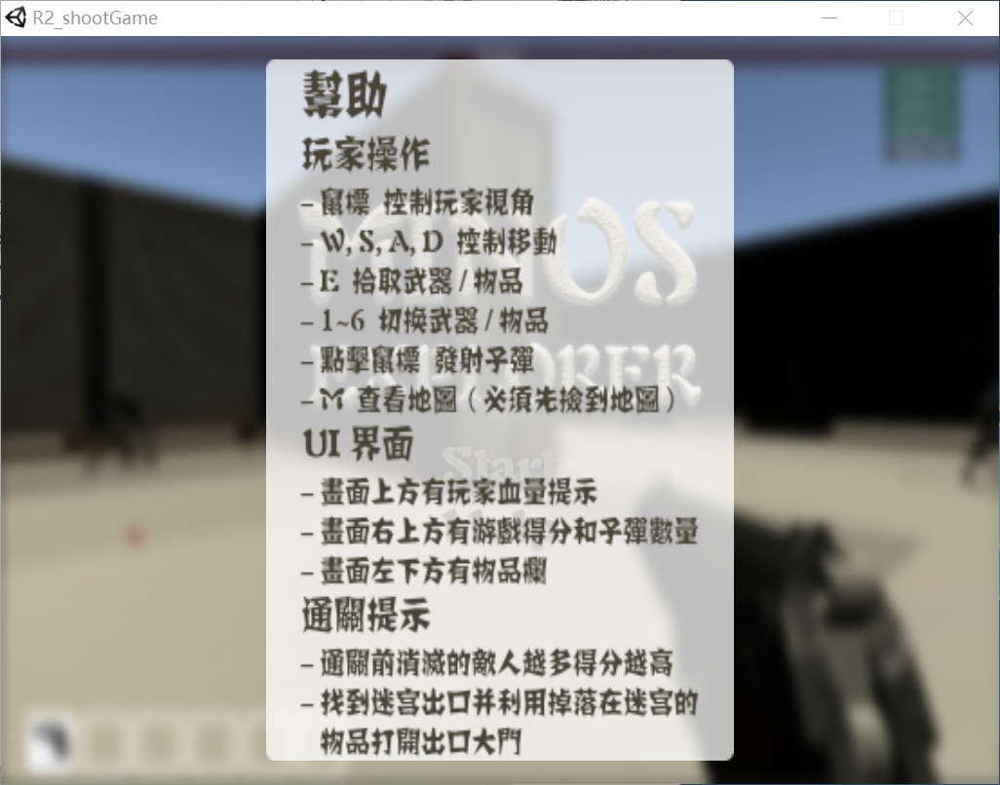 R2_shootGame
幫助
玩家操作
– 鼠標 控制玩家視角
– W, S, A, D 控制移動
– E 拾取武器 / 物品
– 1~6 切換武器 / 物品
– 點擊鼠標 發射子彈
– M 查看地圖 ( 必須先撿到地圖 )
UI 界面
– 畫面上方有玩家血量提示
– 畫面右上方有游戲得分和子彈數量
– 畫面左下方有物品欄
通關提示
– 通關前消滅的敵人越多得分越高
– 找到迷宮出口并利用掉落在迷宮的
物品打開出口大門
MINOS
EXPLORER
Start